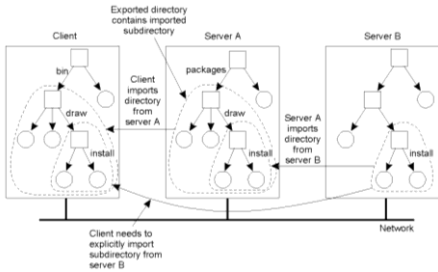 Exported directory
contains imported
subdirectory
Client
Server A
Server B
bin
packages
Client
imports
directory
from
server A
draw
draw
Server A
imports
directory
from
server B
install
install
install
Network
Client needs to
explicitly import
subdirectory from
server B